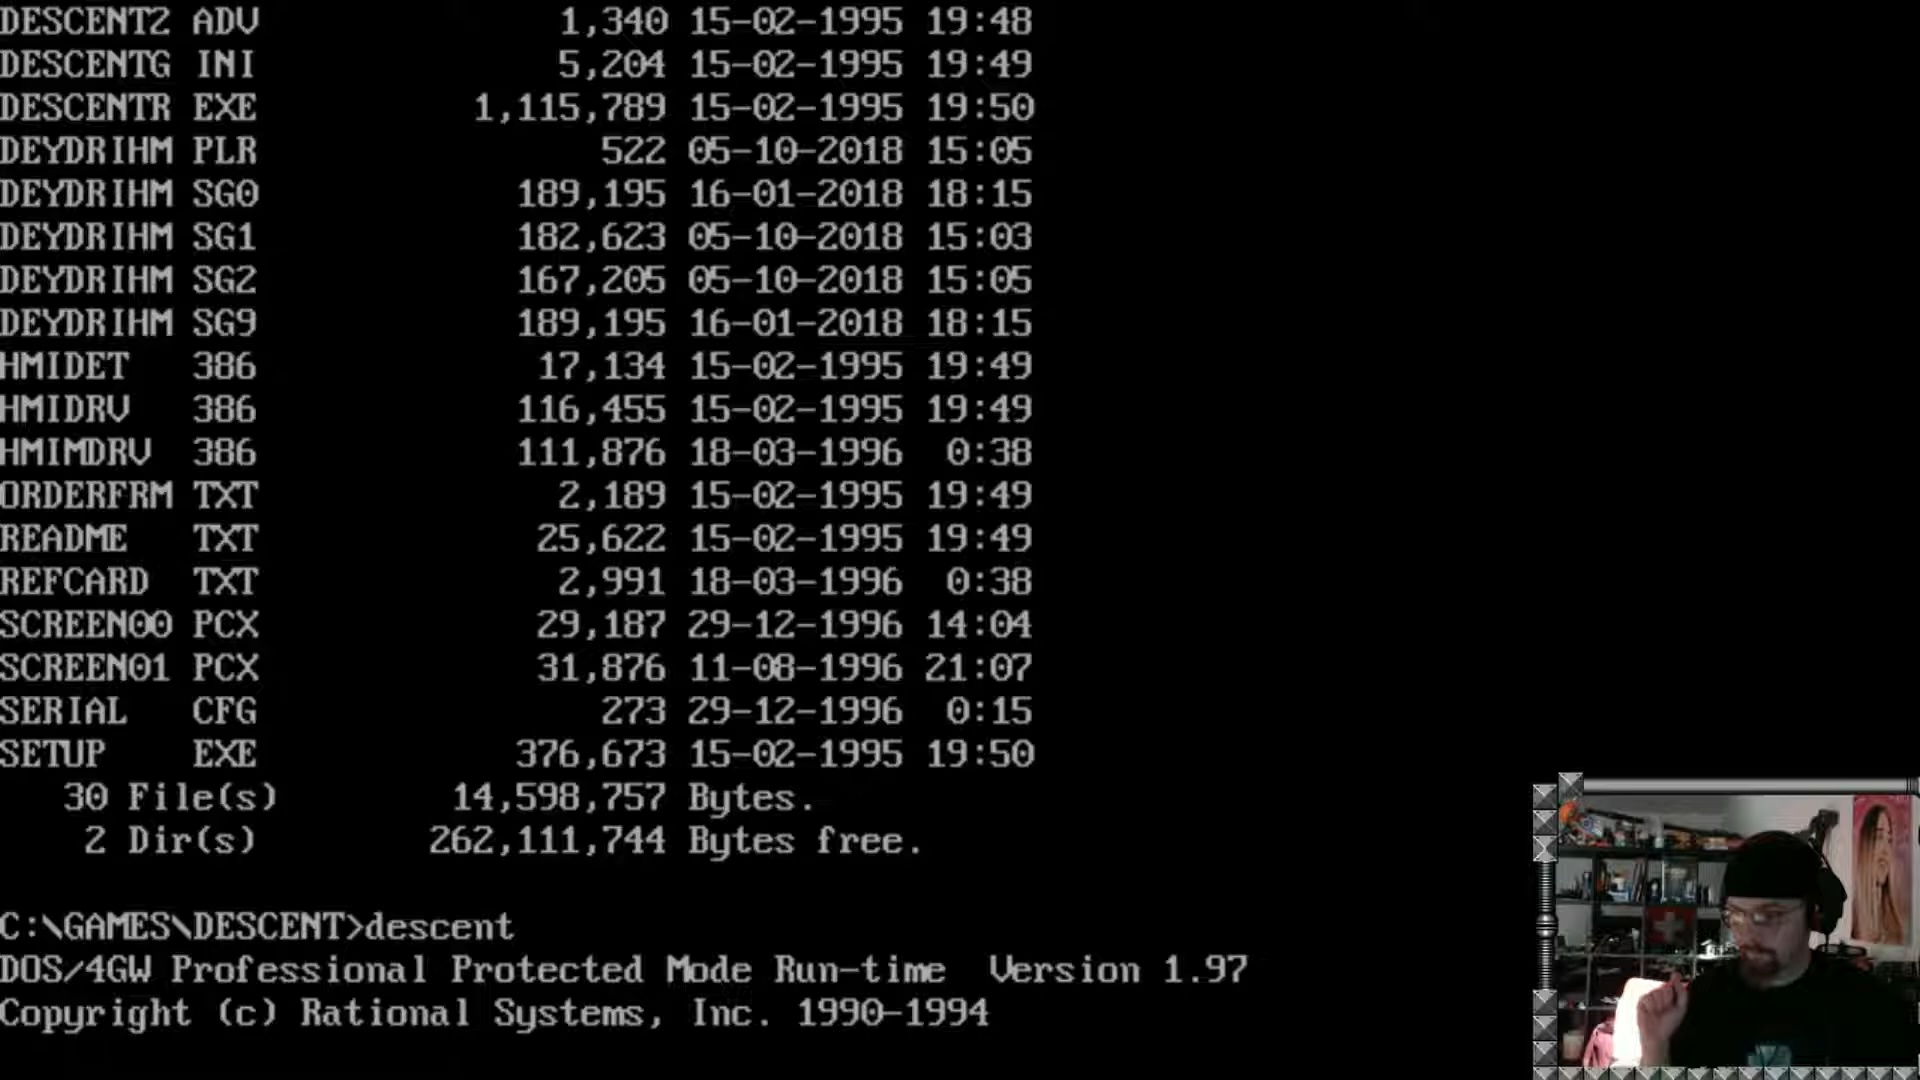 DESCENT2 ADV 1,340 15-02-1995 19:48
DESCENTG INI 5,204 15-02-1995 19:49
DESCENTR EXE 1,115,789 15-02-1995 19:50
DEYDRIHM PLR 522 05-10-2018 15:05
DEYDRIHM SG0 189,195 16-01-2018 18:15
DEYDRIHM SG1 182,623 05-10-2018 15:03
DEYDRIHM SG2 167,205 05-10-2018 15:05
DEYDRIHM SG9 189,195 16-01-2018 18:15
HMIDET 386 17,134 15-02-1995 19:49
HMIDRV 386 116,455 15-02-1995 19:49
HMIMDRV 386 111,876 18-03-1996 0:38
ORDERFRM TXT 2,189 15-02-1995 19:49
README TXT 25,622 15-02-1995 19:49
REFCARD TXT 2,991 18-03-1996 0:38
SCREEN00 PCX 29,187 29-12-1996 14:04
SCREEN01 PCX 31,876 11-08-1996 21:07
SERIAL CFG 273 29-12-1996 0:15
SETUP EXE 376,673 15-02-1995 19:50
30 File(s) 14,598,757 Bytes.
2 Dir(s) 262,111,744 Bytes free.
C:\GAMES\DESCENT>descent
DOS/4GW Professional Protected Mode Run-time Version 1.97
Copyright (c) Rational Systems, Inc. 1990-1994